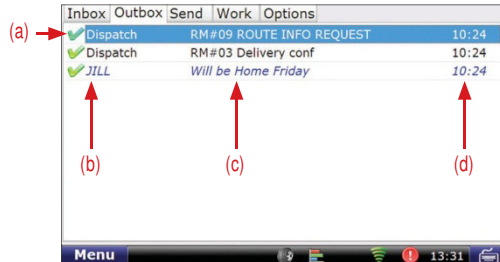 Inbox Outbox Send Work Options
(a) Dispatch RM#09 ROUTE INFO REQUEST 10:24
Dispatch RM#03 Delivery conf 10:24
JILL Will be Home Friday 10:24
(b) (c) (d)
Menu 13:31